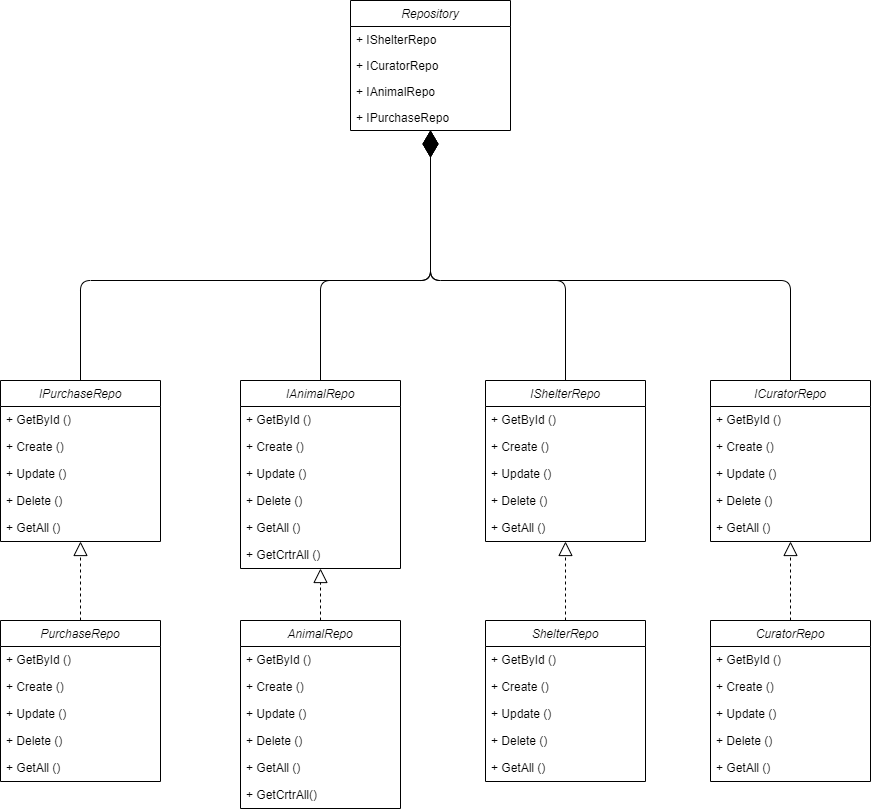 Repository
+ IShelterRepo
+ ICuratorRepo
+ IAnimalRepo
+ IPurchaseRepo
IPurchaseRepo
+ GetById ()
+ Create ()
+ Update ()
+ Delete ()
+ GetAll ()
IAnimalRepo
+ GetById ()
+ Create ()
+ Update ()
+ Delete ()
+ GetAll ()
+ GetCrtrAll ()
IShelterRepo
+ GetById ()
+ Create ()
+ Update ()
+ Delete ()
+ GetAll ()
ICuratorRepo
+ GetById ()
+ Create ()
+ Update ()
+ Delete ()
+ GetAll ()
PurchaseRepo
+ GetById ()
+ Create ()
+ Update ()
+ Delete ()
+ GetAll ()
AnimalRepo
+ GetById ()
+ Create ()
+ Update ()
+ Delete ()
+ GetAll ()
+ GetCrtrAll()
ShelterRepo
+ GetById ()
+ Create ()
+ Update ()
+ Delete ()
+ GetAll ()
CuratorRepo
+ GetById ()
+ Create ()
+ Update ()
+ Delete ()
+ GetAll ()